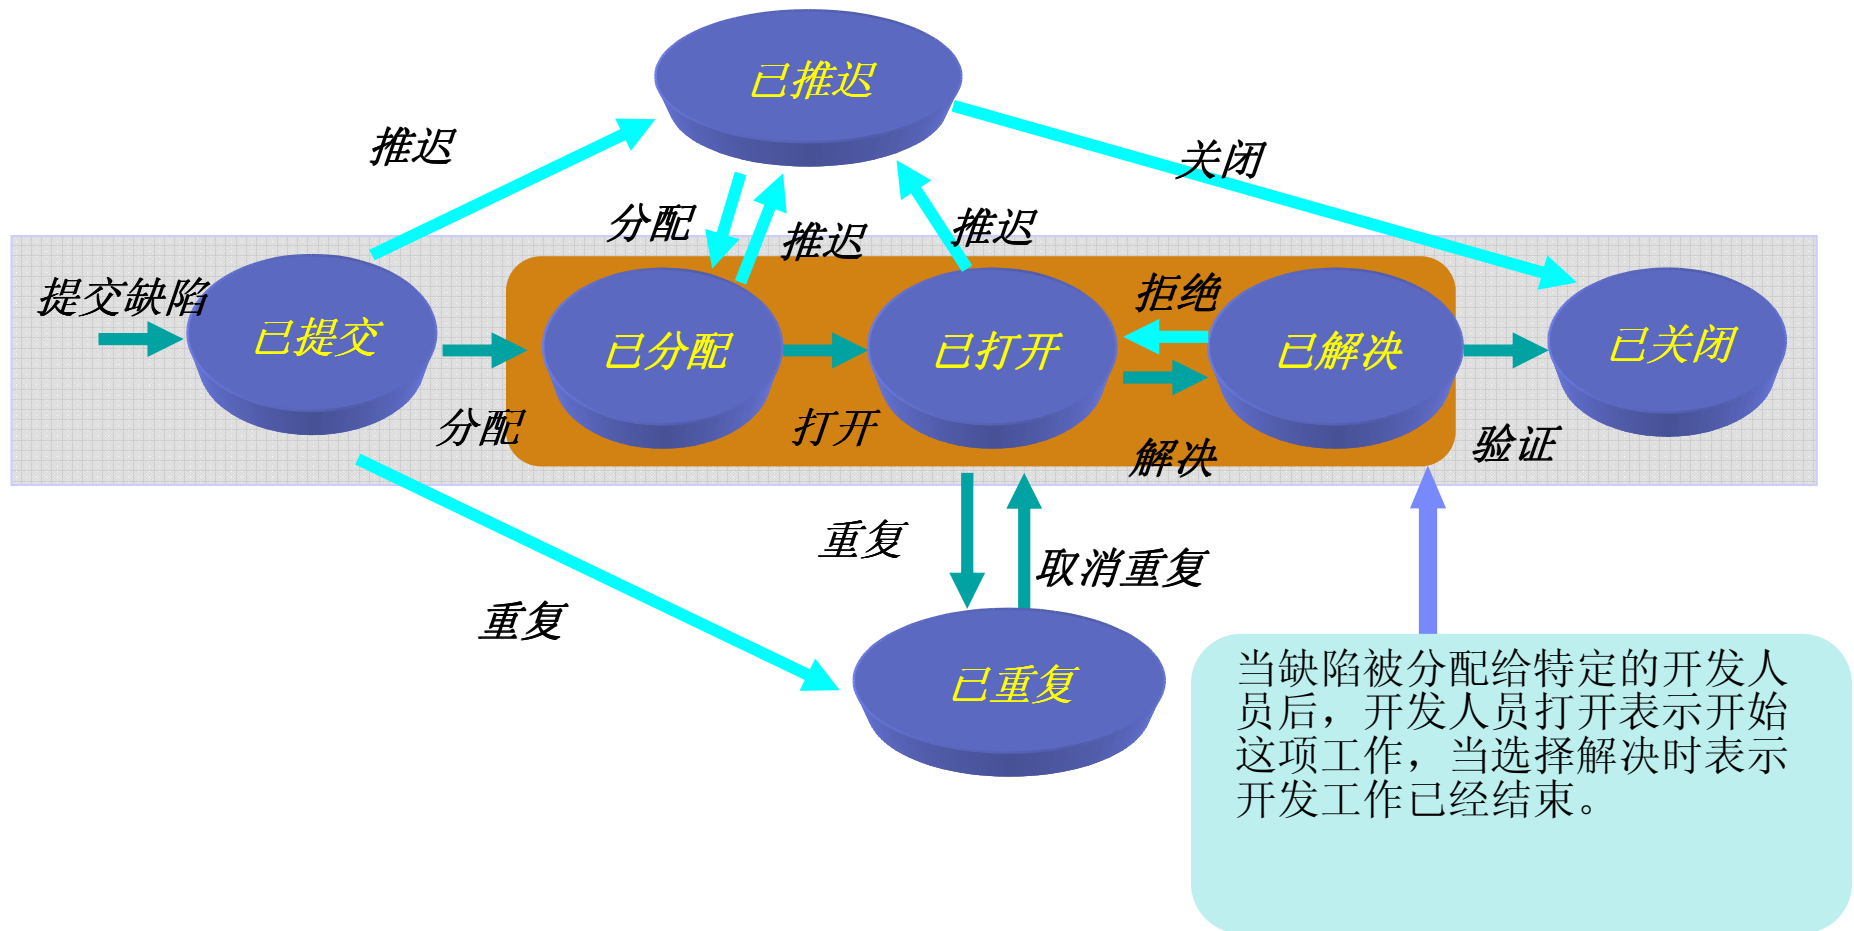 已推迟
推迟
关闭
分配
推迟
推迟
提交缺陷
拒绝
已提交
已分配
已打开
已解决
已关闭
分配
打开
解决
验证
重复
取消重复
重复
已重复
当缺陷被分配给特定的开发人
员后，开发人员打开表示开始
这项工作，当选择解决时表示
开发工作已经结束。